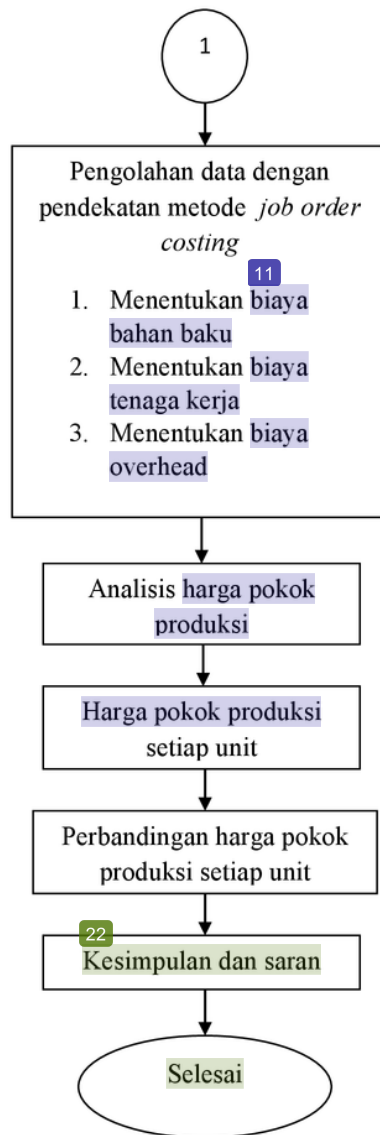 1
Pengolahan data dengan
pendekatan metode job order
costing
11
1. Menentukan biaya
bahan baku
2. Menentukan biaya
tenaga kerja
3. Menentukan biaya
overhead
Analisis harga pokok
produksi
Harga pokok produksi
setiap unit
Perbandingan harga pokok
produksi setiap unit
22
Kesimpulan dan saran
Selesai